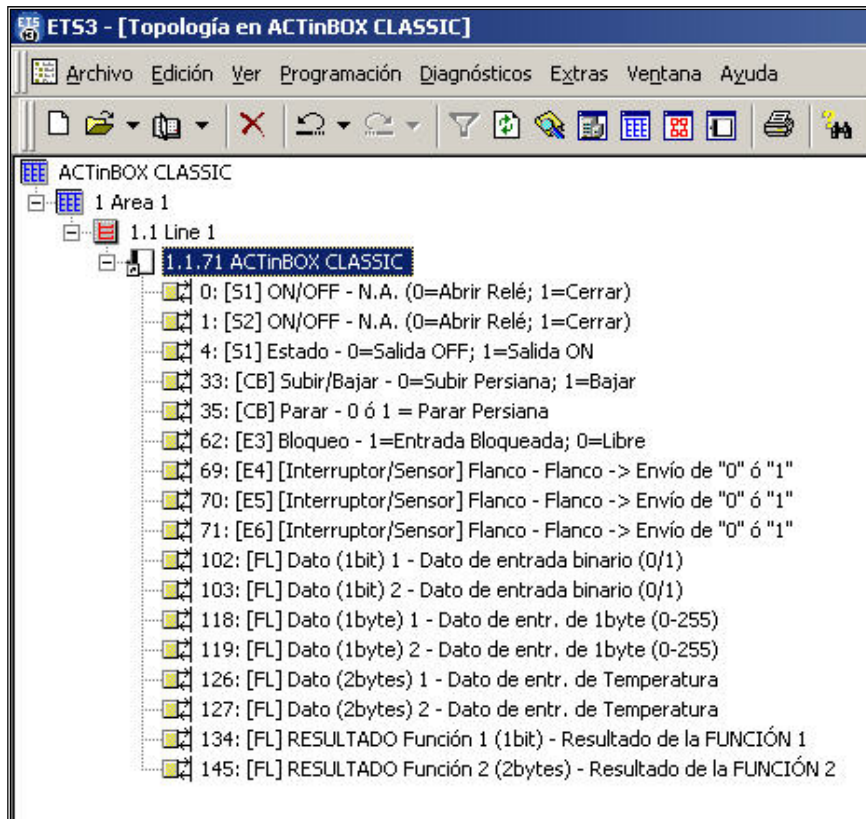 ETS3 - [Topología en ACTinBOX CLASSIC]
Archivo Edición Ver Programación Diagnósticos Extras Ventana Ayuda
ACTinBOX CLASSIC
1 Area 1
1.1 Line 1
1.1.71 ACTinBOX CLASSIC
0: [S1] ON/OFF - N.A. (0=Abrir Relé; 1=Cerrar)
1: [S2] ON/OFF - N.A. (0=Abrir Relé; 1=Cerrar)
4: [S1] Estado - 0=Salida OFF; 1=Salida ON
33: [CB] Subir/Bajar - 0=Subir Persiana; 1=Bajar
35: [CB] Parar - 0 ó 1 = Parar Persiana
62: [E3] Bloqueo - 1=Entrada Bloqueada; 0=Libre
69: [E4] [Interruptor/Sensor] Flanco - Flanco -> Envío de "0" ó "1"
70: [E5] [Interruptor/Sensor] Flanco - Flanco -> Envío de "0" ó "1"
71: [E6] [Interruptor/Sensor] Flanco - Flanco -> Envío de "0" ó "1"
102: [FL] Dato (1bit) 1 - Dato de entrada binario (0/1)
103: [FL] Dato (1bit) 2 - Dato de entrada binario (0/1)
118: [FL] Dato (1byte) 1 - Dato de entr. de 1byte (0-255)
119: [FL] Dato (1byte) 2 - Dato de entr. de 1byte (0-255)
126: [FL] Dato (2bytes) 1 - Dato de entr. de Temperatura
127: [FL] Dato (2bytes) 2 - Dato de entr. de Temperatura
134: [FL] RESULTADO Función 1 (1bit) - Resultado de la FUNCIÓN 1
145: [FL] RESULTADO Función 2 (2bytes) - Resultado de la FUNCIÓN 2